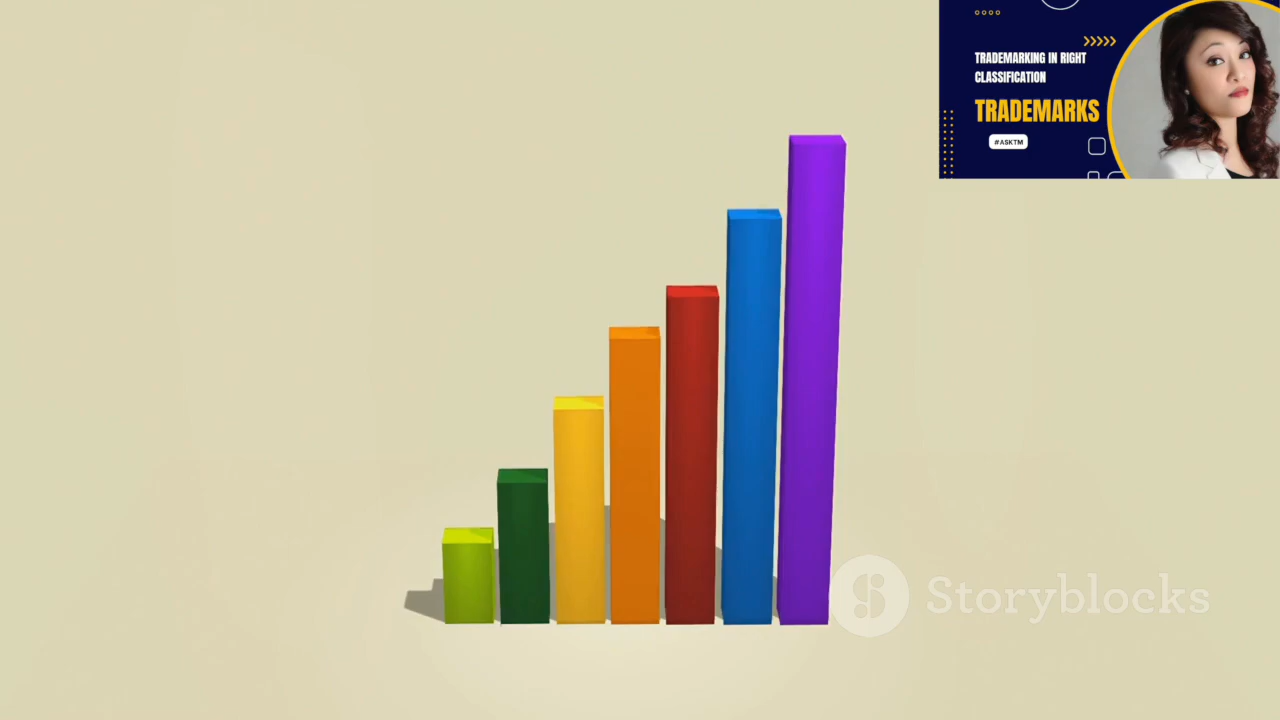 TRADEMARKING IN RIGHT
CLASSIFICATION
TRADEMARKS
#ASKTM
Storyblocks